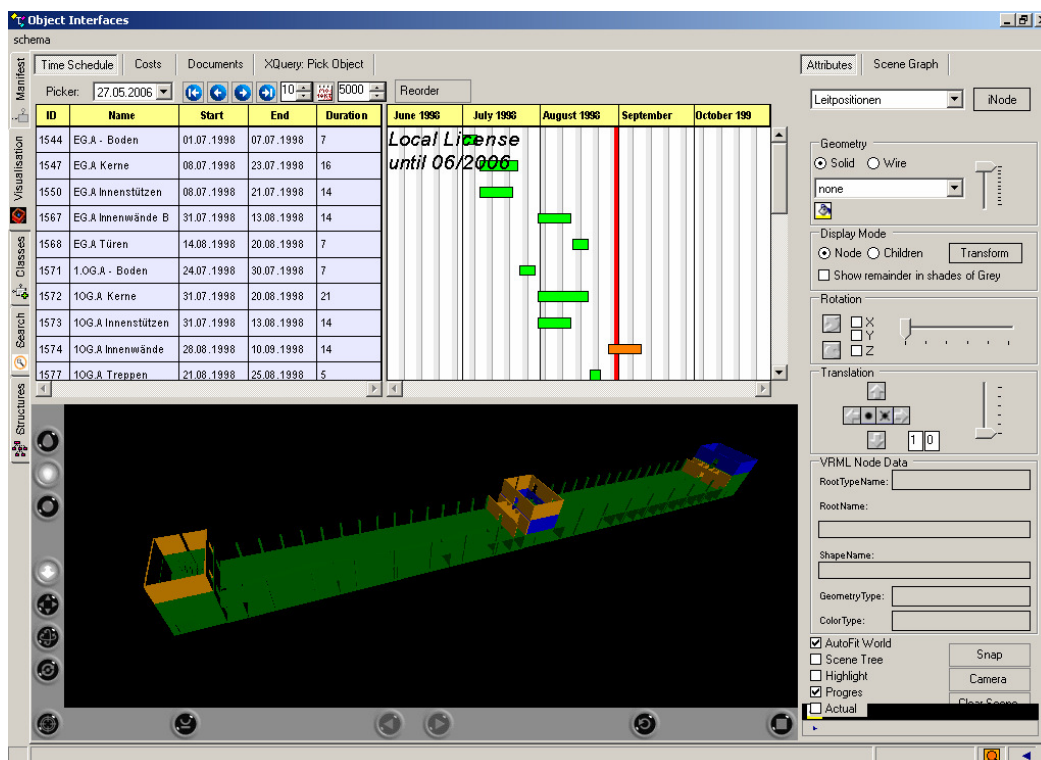 Object Interfaces
schema
Manifest
Visualisation
Classes
Search
Structures
Time Schedule Costs Documents XQuery: Pick Object
Picker: 27.05.2006 10 5000 Reorder
ID Name Start End Duration
1544 EG.A - Boden 01.07.1998 07.07.1998 7
1547 EG.A Kerne 08.07.1998 23.07.1998 16
1550 EG.A Innenstützen 08.07.1998 21.07.1998 14
1567 EG.A Innenwände B 31.07.1998 13.08.1998 14
1568 EG.A Türen 14.08.1998 20.08.1998 7
1571 1.OG.A - Boden 24.07.1998 30.07.1998 7
1572 1OG.A Kerne 31.07.1998 20.08.1998 21
1573 1OG.A Innenstützen 31.07.1998 13.08.1998 14
1574 1OG.A Innenwände 28.08.1998 10.09.1998 14
1577 1OG.A Treppen 21.08.1998 25.08.1998 5
June 1998 July 1998 August 1998 September October 199
Local License
until 06/2006
Attributes Scene Graph
Leitpositionen iNode
Geometry
Solid Wire
none
Display Mode
Node Children Transform
Show remainder in shades of Grey
Rotation
X
Y
Z
Translation
1 0
VRML Node Data
RootTypeName:
RootName:
ShapeName:
GeometryType:
ColorType:
AutoFit World
Scene Tree Snap
Highlight Camera
Progres
Actual Clear Scene